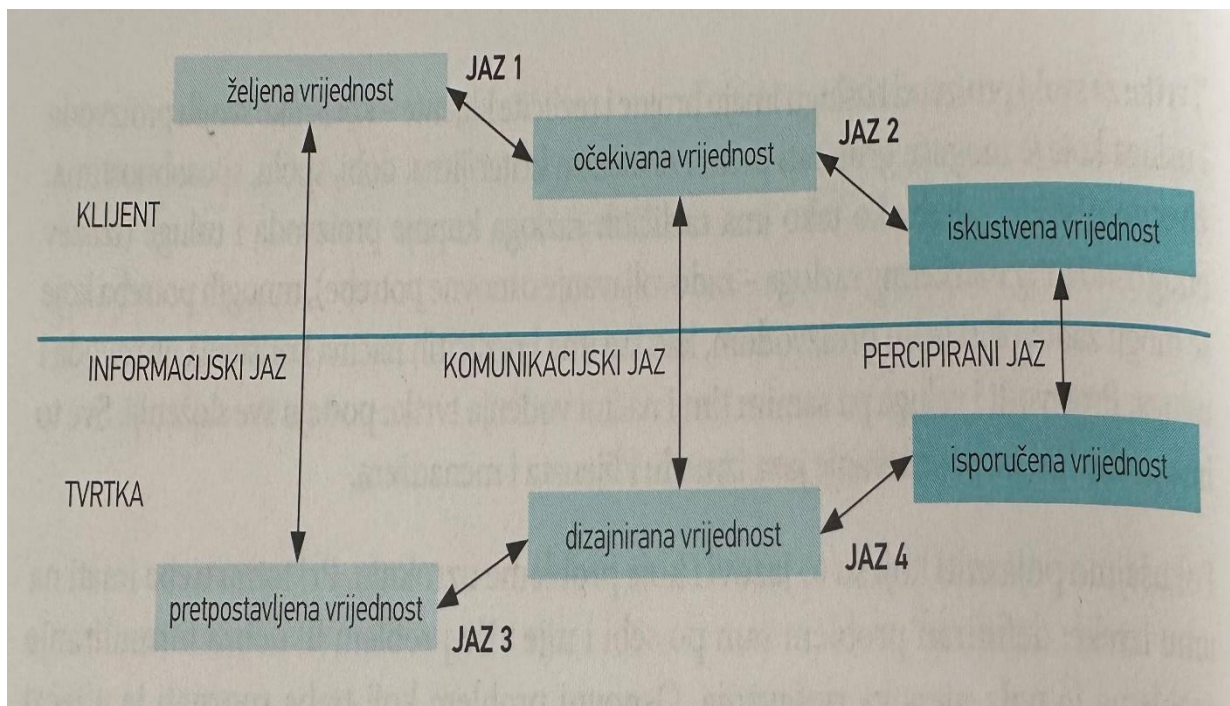 željena vrijednost
JAZ 1
očekivana vrijednost
JAZ 2
KLIJENT
iskustvena vrijednost
INFORMACIJSKI JAZ
KOMUNIKACIJSKI JAZ
PERCIPIRANI JAZ
isporučena vrijednost
TVRTKA
dizajnirana vrijednost
JAZ 4
pretpostavljena vrijednost
JAZ 3